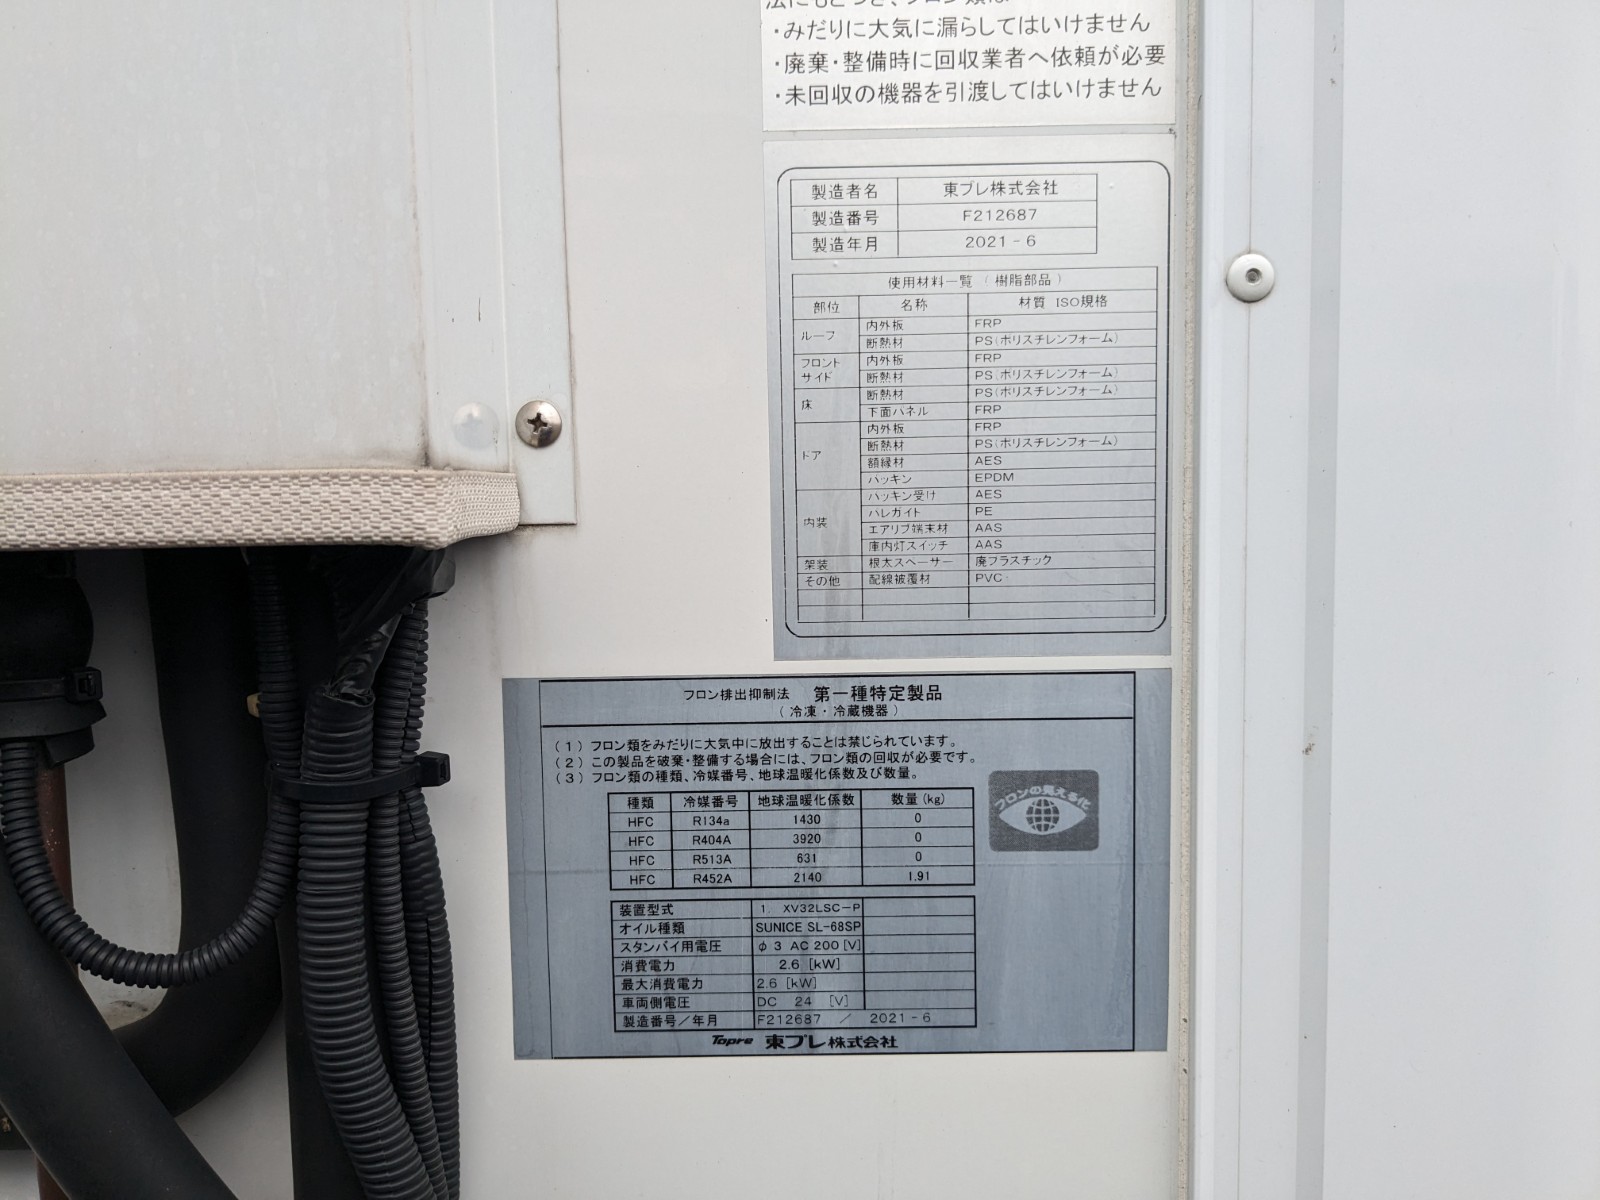 ・みだりに大気に漏らしてはいけません
・廃棄・整備時に回収業者へ依頼が必要
・未回収の機器を引渡してはいけません
製造者名 東プレ株式会社
製造番号 F212687
製造年月 2021-6
使用材料一覧 (樹脂部品)
部位 名称 材質 ISO規格
ルーフ 内外板 FRP
断熱材 PS(ポリスチレンフォーム)
フロント サイド 内外板 FRP
断熱材 PS(ポリスチレンフォーム)
床 断熱材 PS(ポリスチレンフォーム)
下面パネル FRP
ドア 内外板 FRP
断熱材 PS(ポリスチレンフォーム)
額縁材 AES
パッキン EPDM
内装 パッキン受け AES
ハレガイト PE
エアリブ端末材 AAS
庫内灯スイッチ AAS
架装 根太スペーサー 廃プラスチック
その他 配線被覆材 PVC
フロン排出抑制法 第一種特定製品
(冷凍・冷蔵機器)
(1)フロン類をみだりに大気中に放出することは禁じられています。
(2)この製品を破棄・整備する場合には、フロン類の回収が必要です。
(3)フロン類の種類、冷媒番号、地球温暖化係数及び数量。
種類 冷媒番号 地球温暖化係数 数量(kg)
HFC R134a 1430 0
HFC R404A 3920 0
HFC R513A 631 0
HFC R452A 2140 1.91
フロンの見える化
装置型式 1. XV32LSC-P
オイル種類 SUNICE SL-68SP
スタンバイ用電圧 φ3 AC 200[V]
消費電力 2.6 [kW]
最大消費電力 2.6 [kW]
車両側電圧 DC 24 [V]
製造番号/年月 F212687 / 2021-6
Topre 東プレ株式会社